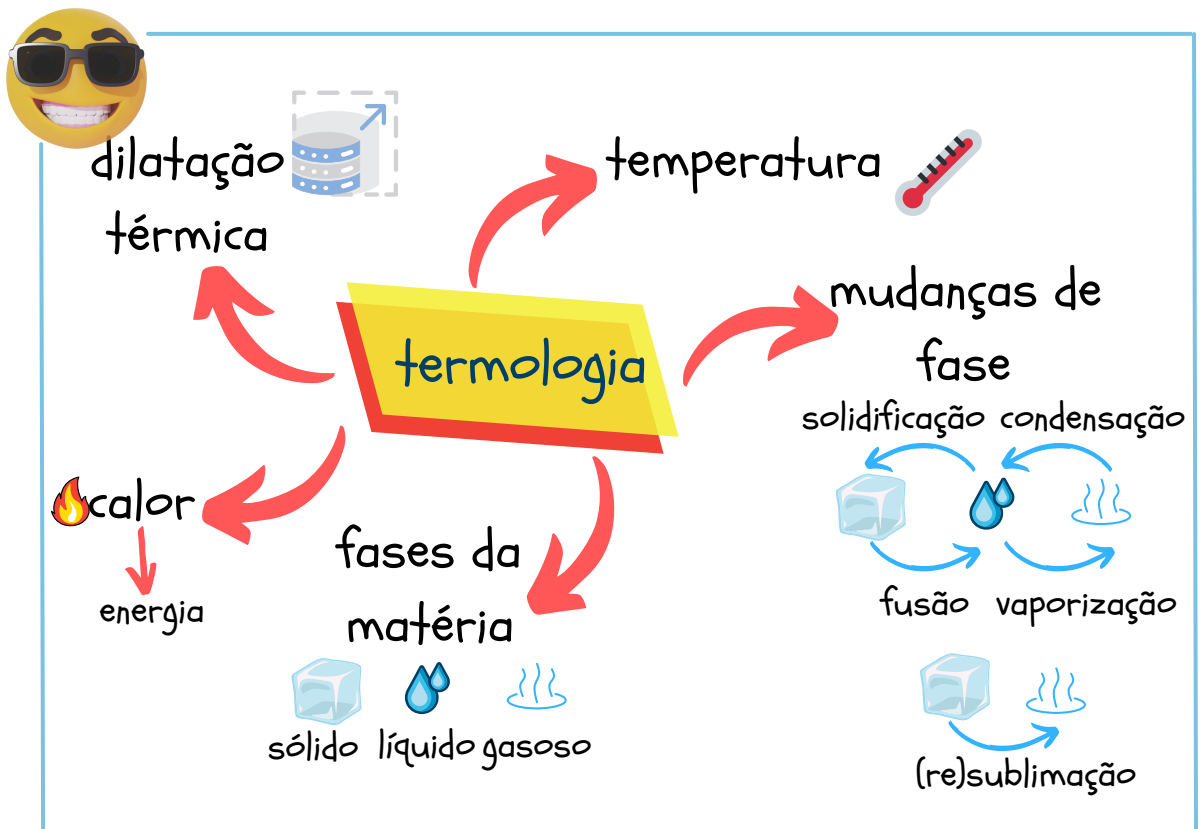 dilatação
térmica
temperatura
termologia
mudanças de
fase
solidificação condensação
fusão vaporização
(re)sublimação
calor
energia
fases da
matéria
sólido líquido gasoso